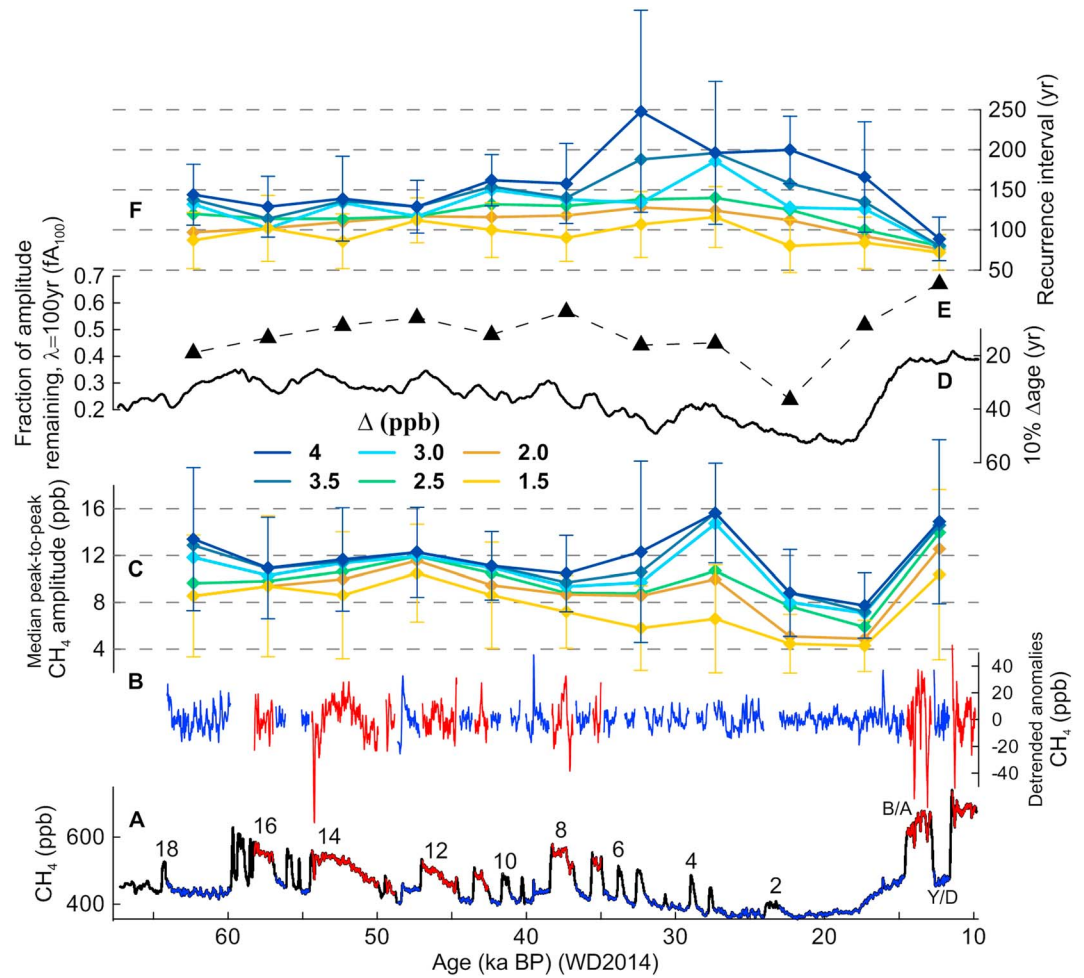 250
200
150
100
50
Recurrence interval (yr)
F
0.7
0.6
0.5
0.4
0.3
0.2
Fraction of amplitude
remaining, λ=100yr (fA100)
E
20
40
60
10% Δage (yr)
D
Δ (ppb)
4 3.0 2.0
3.5 2.5 1.5
16
12
8
4
Median peak-to-peak
CH4 amplitude (ppb)
C
B
40
20
0
-20
-40
Detrended anomalies
CH4 (ppb)
A
600
400
CH4 (ppb)
18 16 14 12 10 8 6 4 2
B/A
Y/D
60 50 40 30 20 10
Age (ka BP) (WD2014)